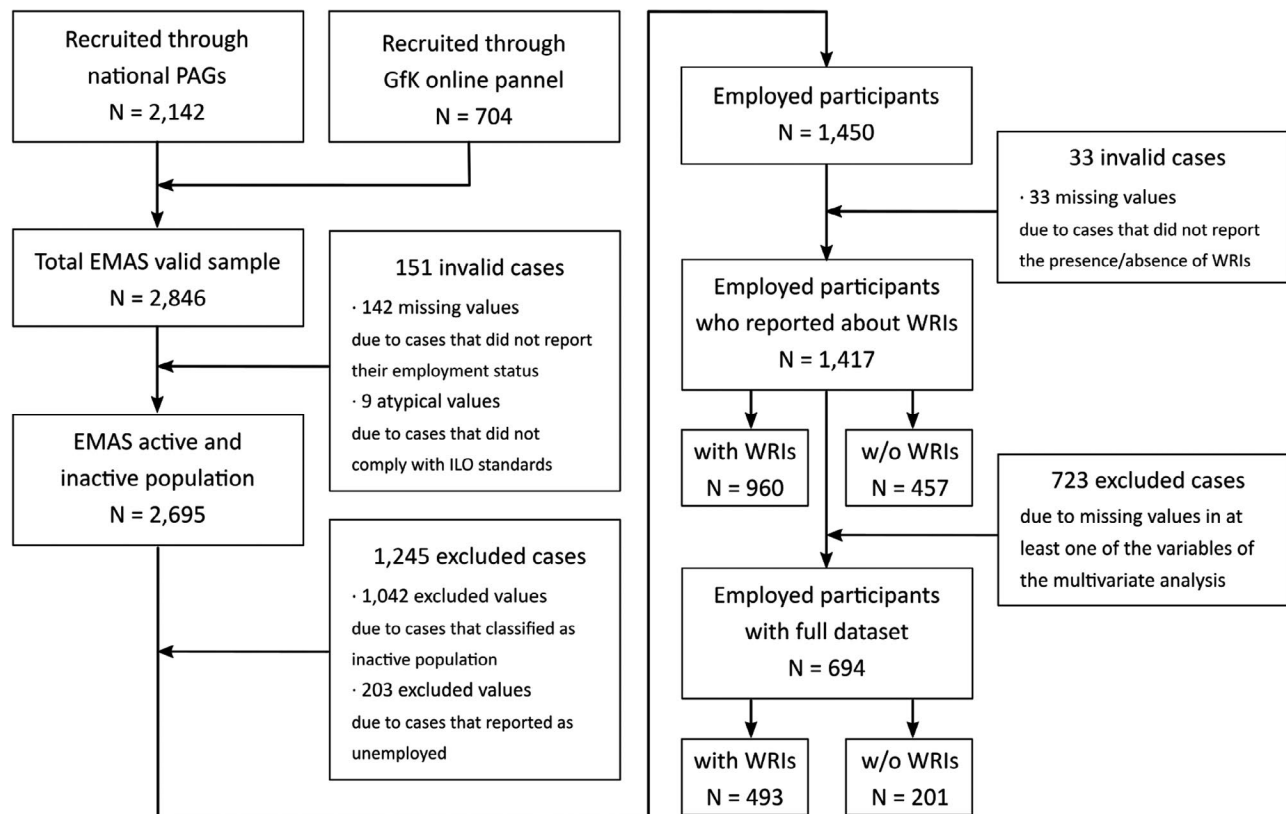 Recruited through
national PAGs
N = 2,142
Recruited through
GfK online pannel
N = 704
Total EMAS valid sample
N = 2,846
151 invalid cases
· 142 missing values
due to cases that did not report
their employment status
· 9 atypical values
due to cases that did not
comply with ILO standards
EMAS active and
inactive population
N = 2,695
1,245 excluded cases
· 1,042 excluded values
due to cases that classified as
inactive population
· 203 excluded values
due to cases that reported as
unemployed
Employed participants
N = 1,450
33 invalid cases
· 33 missing values
due to cases that did not report
the presence/absence of WRIs
Employed participants
who reported about WRIs
N = 1,417
with WRIs
N = 960
w/o WRIs
N = 457
723 excluded cases
due to missing values in at
least one of the variables of
the multivariate analysis
Employed participants
with full dataset
N = 694
with WRIs
N = 493
w/o WRIs
N = 201